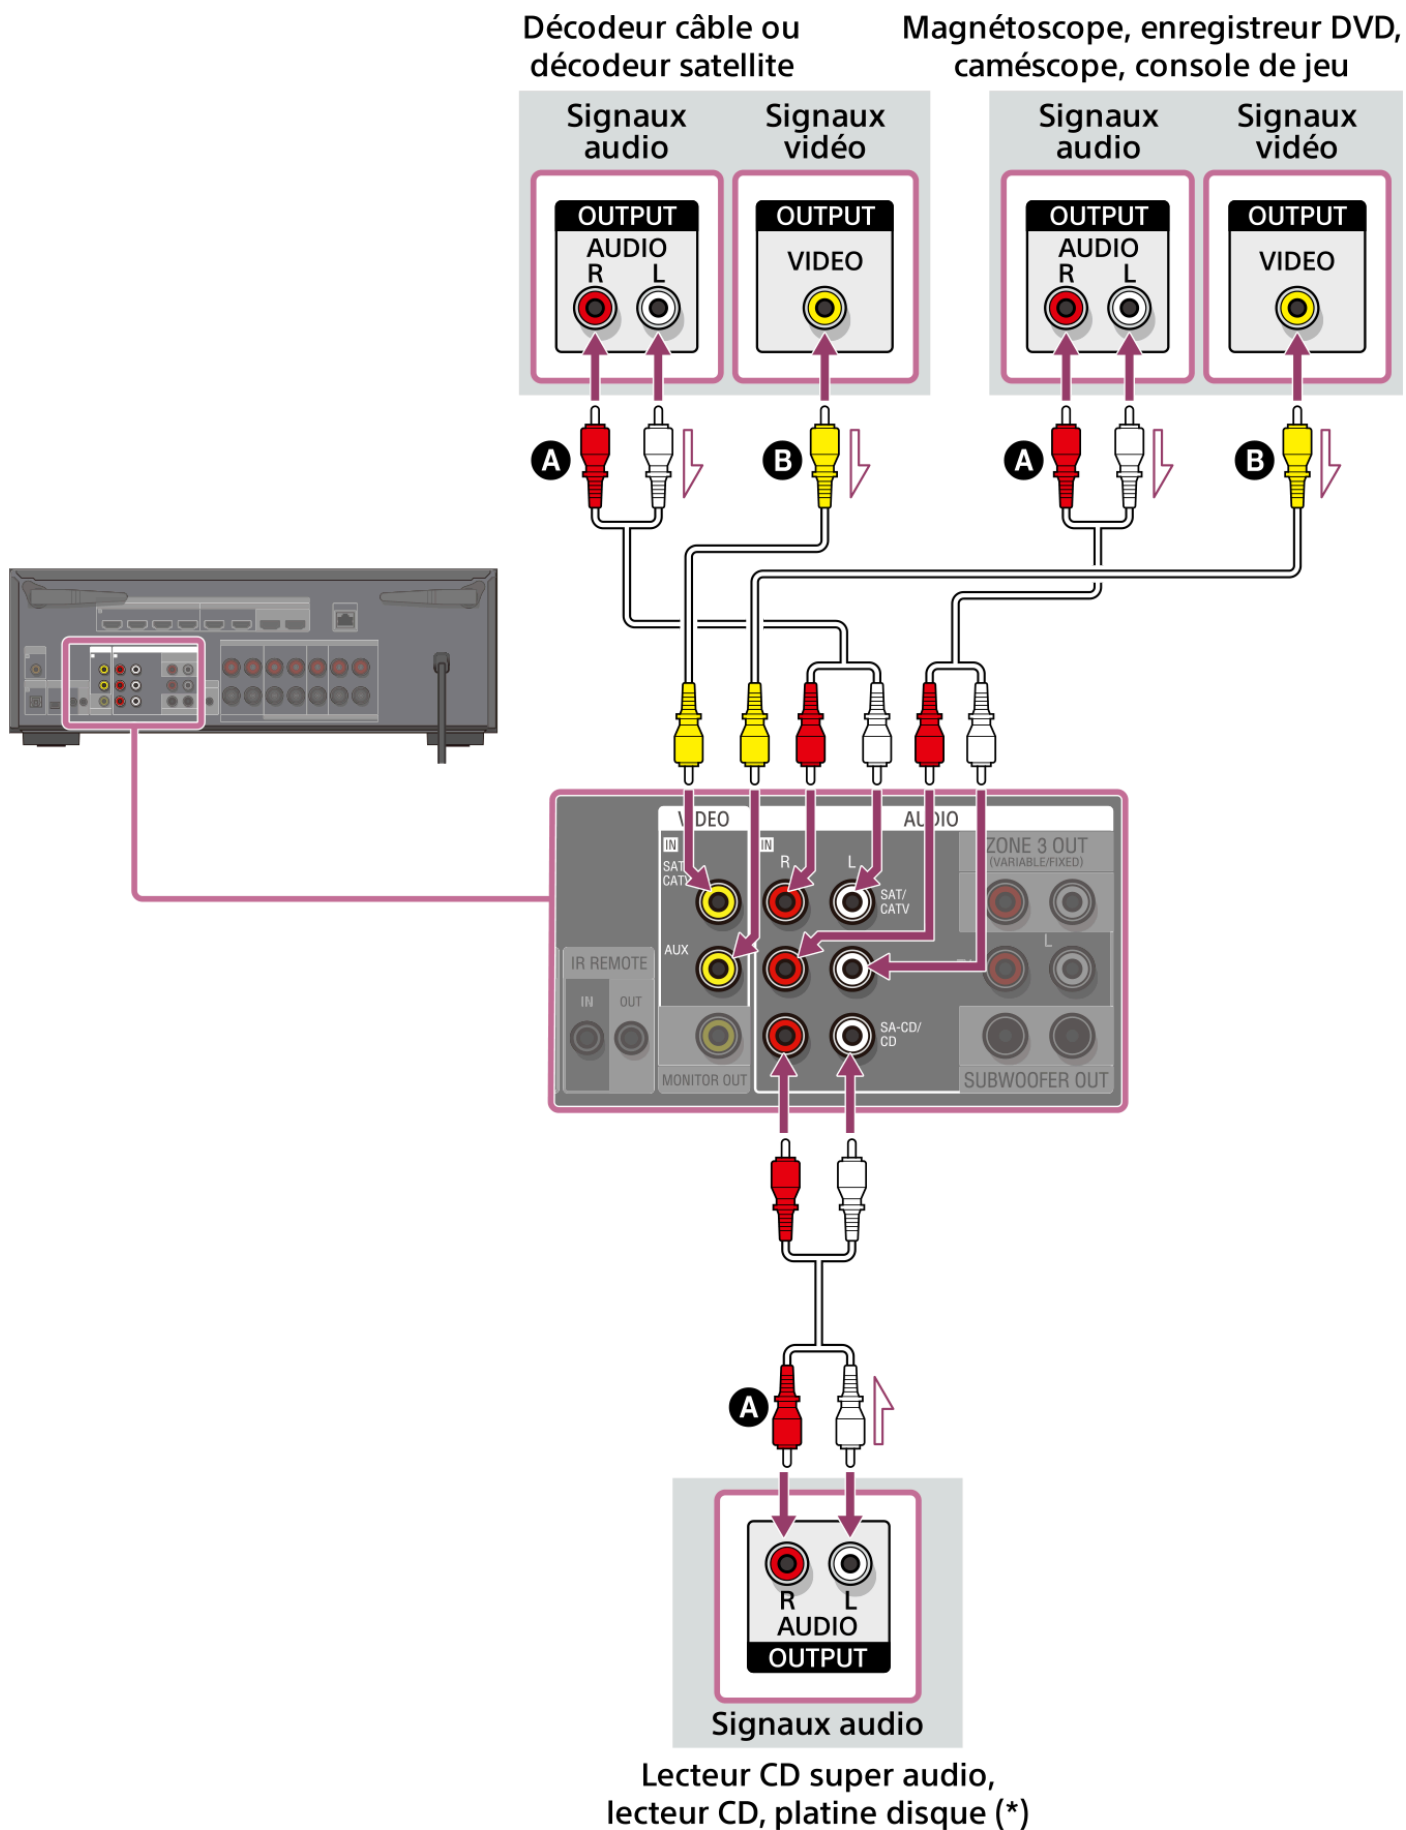 Décodeur câble ou
décodeur satellite
Magnétoscope, enregistreur DVD,
caméscope, console de jeu
Signaux
audio
Signaux
vidéo
Signaux
audio
Signaux
vidéo
OUTPUT
AUDIO
R L
OUTPUT
VIDEO
OUTPUT
AUDIO
R L
OUTPUT
VIDEO
A
B
A
B
VIDEO
AUDIO
IN
IN
R
L
ZONE 3 OUT
(VARIABLE/FIXED)
SAT/
CATV
SAT/
CATV
AUX
L
IR REMOTE
IN
OUT
SA-CD/
CD
MONITOR OUT
SUBWOOFER OUT
A
R L
AUDIO
OUTPUT
Signaux audio
Lecteur CD super audio,
lecteur CD, platine disque (*)